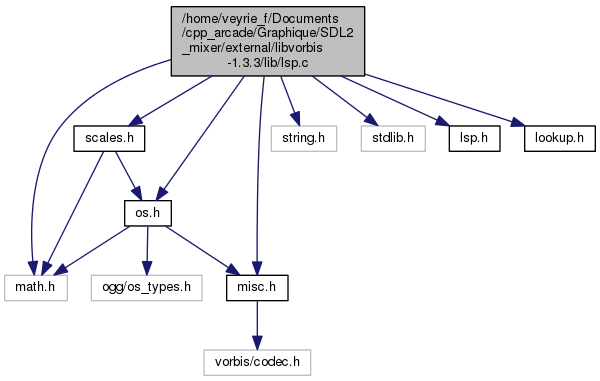 /home/veyrie_f/Documents
/cpp_arcade/Graphique/SDL2
_mixer/external/libvorbis
-1.3.3/lib/lsp.c
scales.h
string.h
stdlib.h
lsp.h
lookup.h
os.h
math.h
ogg/os_types.h
misc.h
vorbis/codec.h